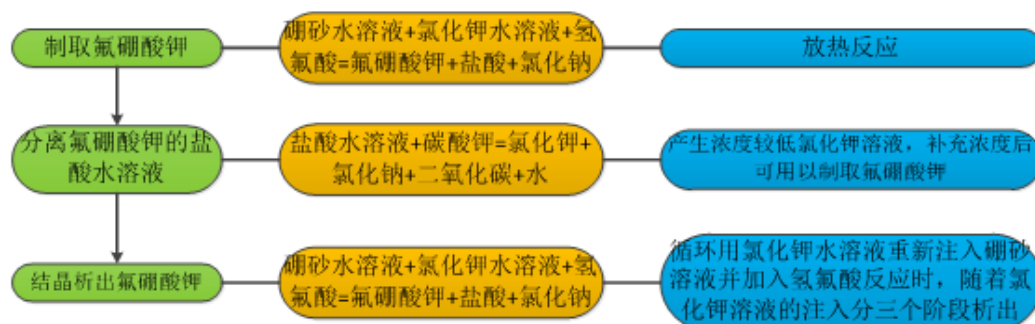 制取氟硼酸钾
硼砂水溶液+氯化钾水溶液+氢
氟酸=氟硼酸钾+盐酸+氯化钠
放热反应
分离氟硼酸钾的盐
酸水溶液
盐酸水溶液+碳酸钾=氯化钾+
氯化钠+二氧化碳+水
产生浓度较低氯化钾溶液，补充浓度后
可用以制取氟硼酸钾
结晶析出氟硼酸钾
硼砂水溶液+氯化钾水溶液+氢
氟酸=氟硼酸钾+盐酸+氯化钠
循环用氯化钾水溶液重新注入硼砂
溶液并加入氢氟酸反应时，随着氯
化钾溶液的注入分三个阶段析出